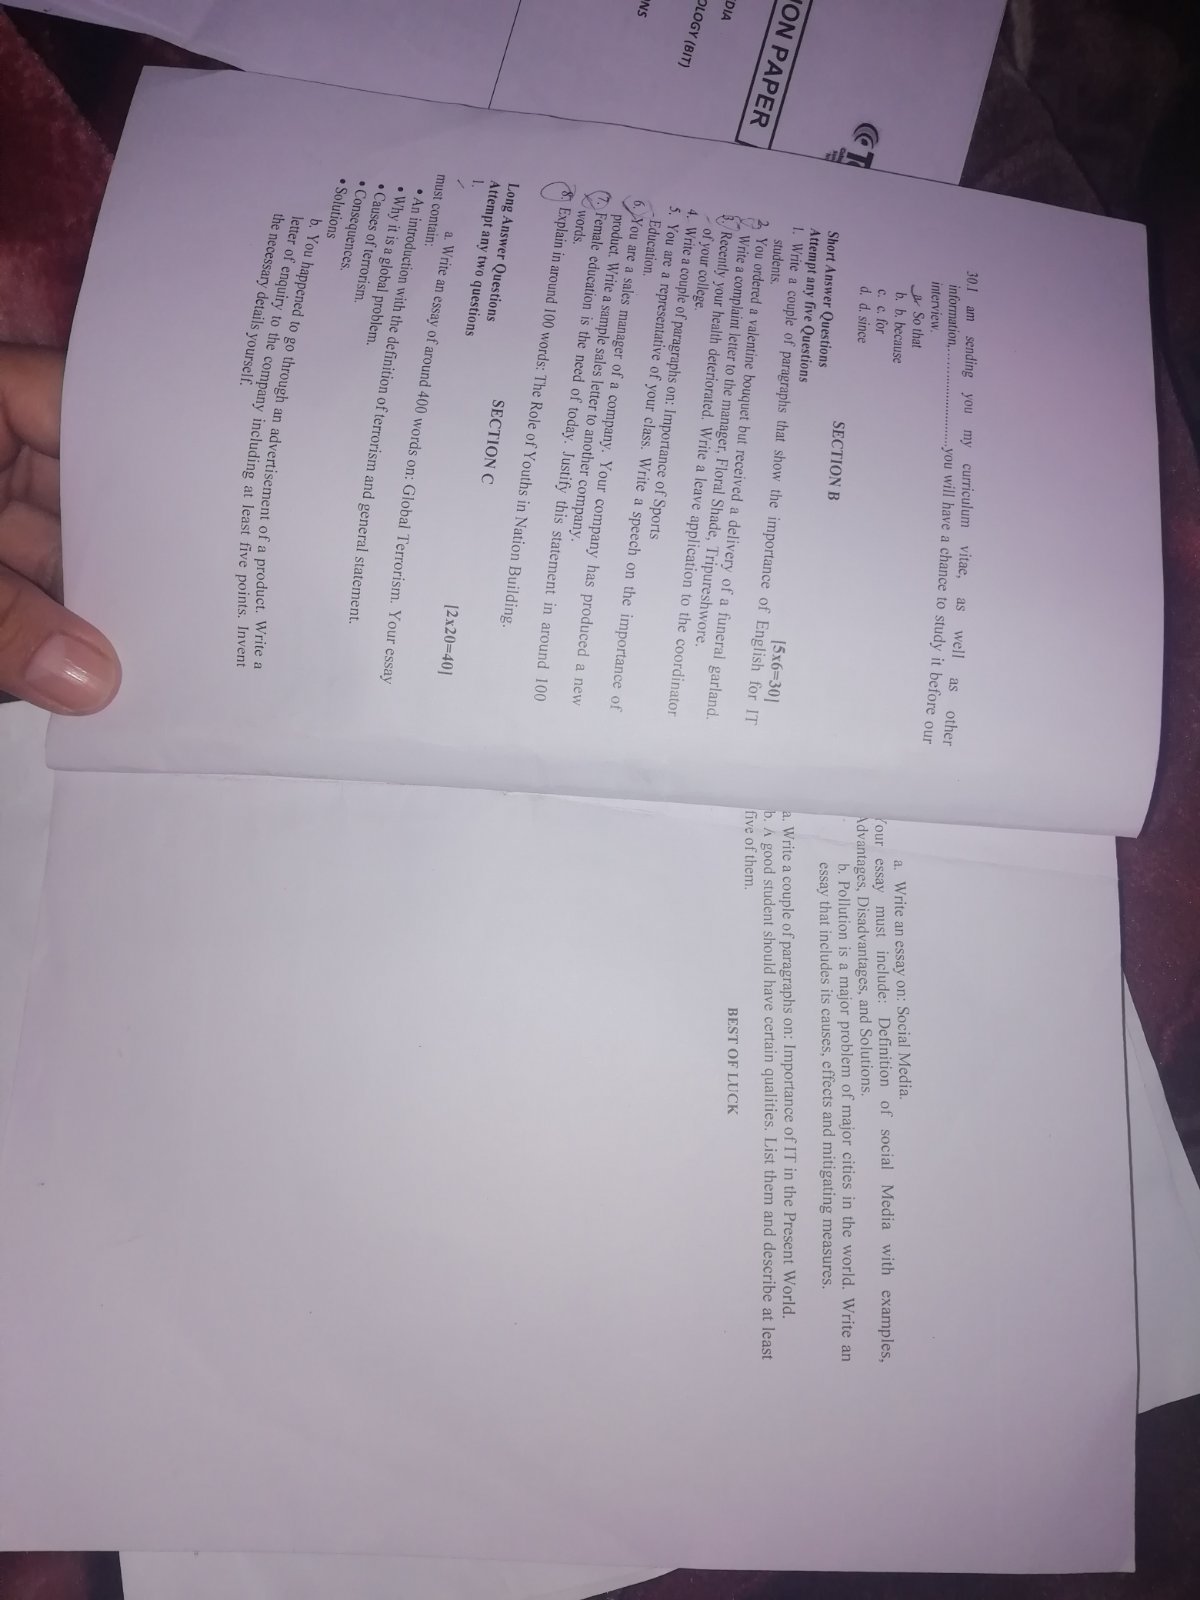 ION PAPER
DIA
OLOGY (BIT)
NS
30.I am sending you my curriculum vitae, as well as other
information,............................you will have a chance to study it before our
interview.
a. So that
b. b. because
c. c. for
d. d. since
SECTION B
Short Answer Questions
Attempt any five Questions
[5x6=30]
1. Write a couple of paragraphs that show the importance of English for IT
students.
2. You ordered a valentine bouquet but received a delivery of a funeral garland.
Write a complaint letter to the manager, Floral Shade, Tripureshwore.
3. Recently your health deteriorated. Write a leave application to the coordinator
of your college.
4. Write a couple of paragraphs on: Importance of Sports
5. You are a representative of your class. Write a speech on the importance of
Education.
6. You are a sales manager of a company. Your company has produced a new
product. Write a sample sales letter to another company.
7. Female education is the need of today. Justify this statement in around 100
words.
8. Explain in around 100 words: The Role of Youths in Nation Building.
SECTION C
Long Answer Questions
Attempt any two questions
[2x20=40]
1.
a. Write an essay of around 400 words on: Global Terrorism. Your essay
must contain:
• An introduction with the definition of terrorism and general statement.
• Why it is a global problem.
• Causes of terrorism.
• Consequences.
• Solutions
b. You happened to go through an advertisement of a product. Write a
letter of enquiry to the company including at least five points. Invent
the necessary details yourself.
a. Write an essay on: Social Media.
Your essay must include: Definition of social Media with examples,
Advantages, Disadvantages, and Solutions.
b. Pollution is a major problem of major cities in the world. Write an
essay that includes its causes, effects and mitigating measures.
a. Write a couple of paragraphs on: Importance of IT in the Present World.
b. A good student should have certain qualities. List them and describe at least
five of them.
BEST OF LUCK